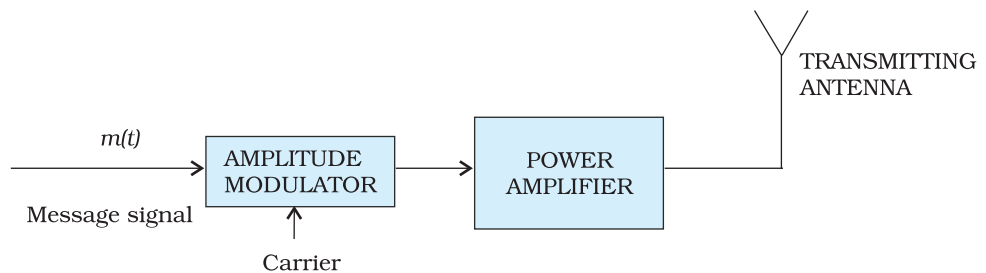 TRANSMITTING
ANTENNA
m(t)
AMPLITUDE
MODULATOR
POWER
AMPLIFIER
Message signal
Carrier